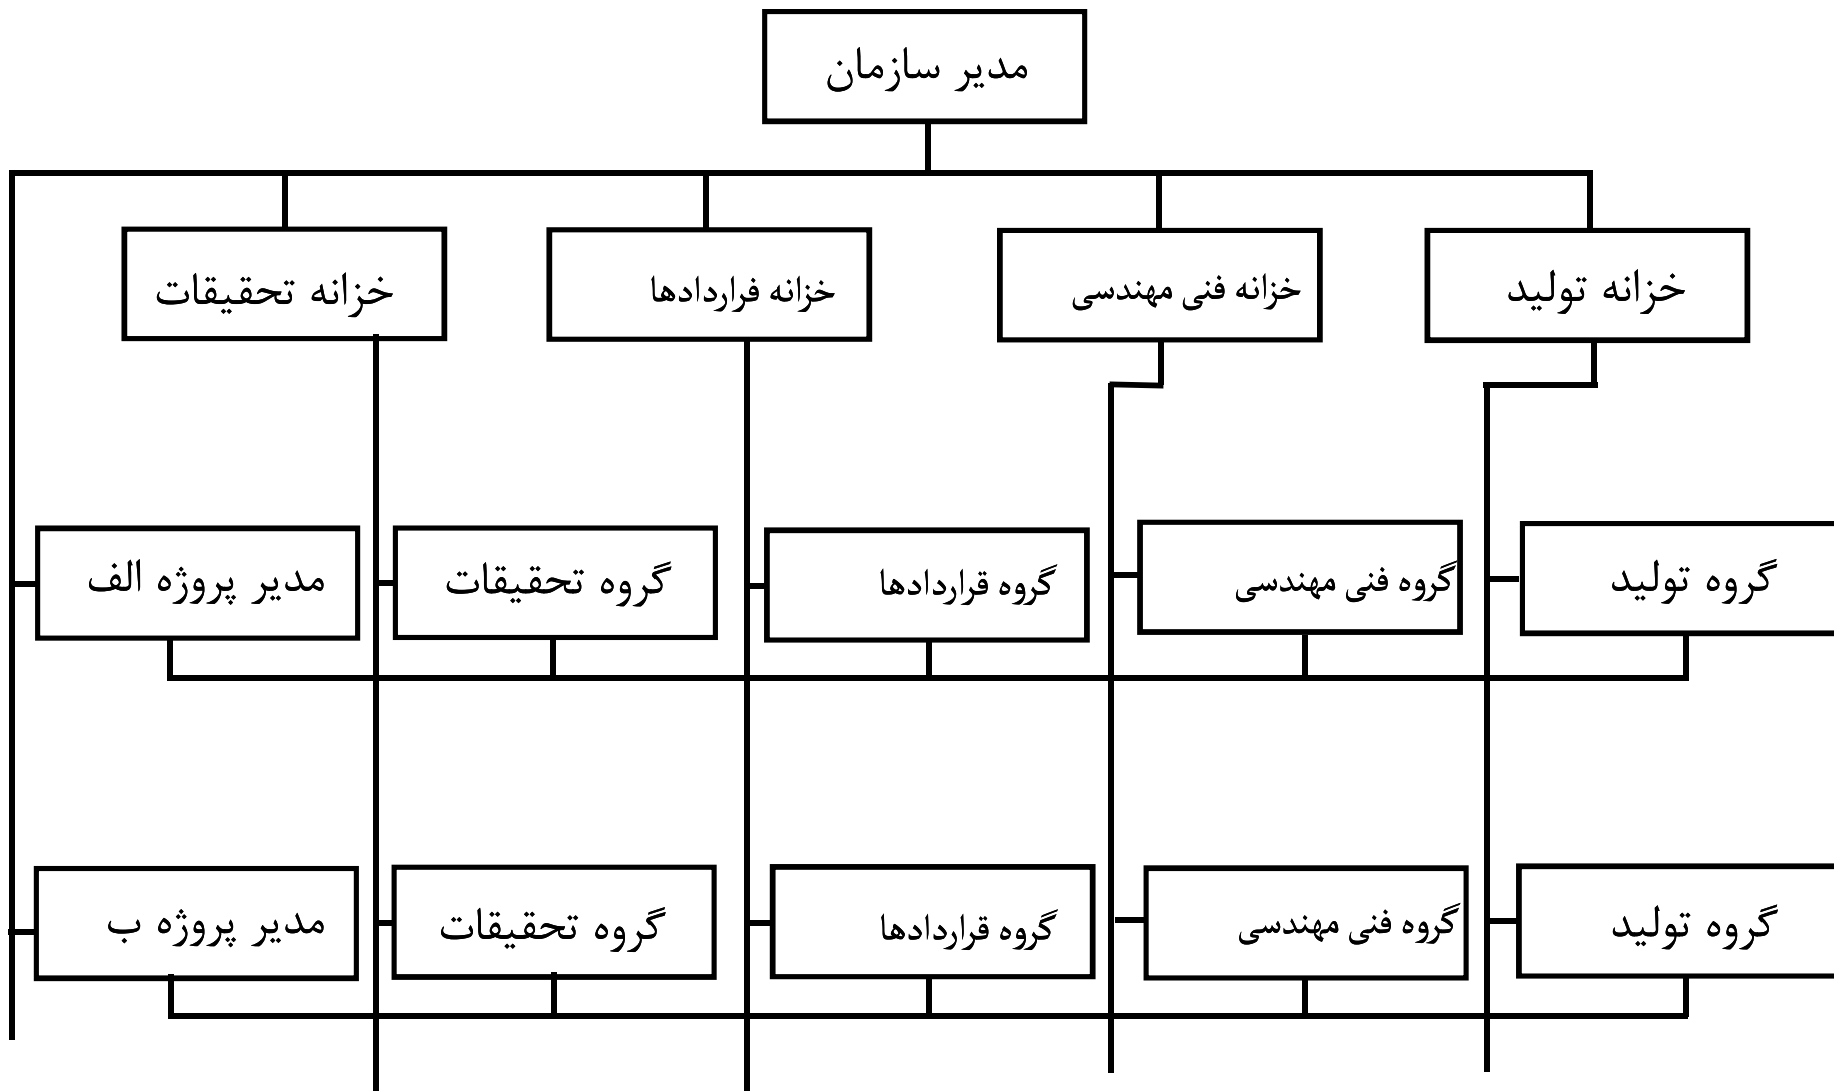 مدیر سازمان
خزانه تولید
خزانه فنی مهندسی
خزانه فراردادها
خزانه تحقیقات
گروه تولید
گروه فنی مهندسی
گروه قراردادها
گروه تحقیقات
مدیر پروژه الف
گروه تولید
گروه فنی مهندسی
گروه قراردادها
گروه تحقیقات
مدیر پروژه ب